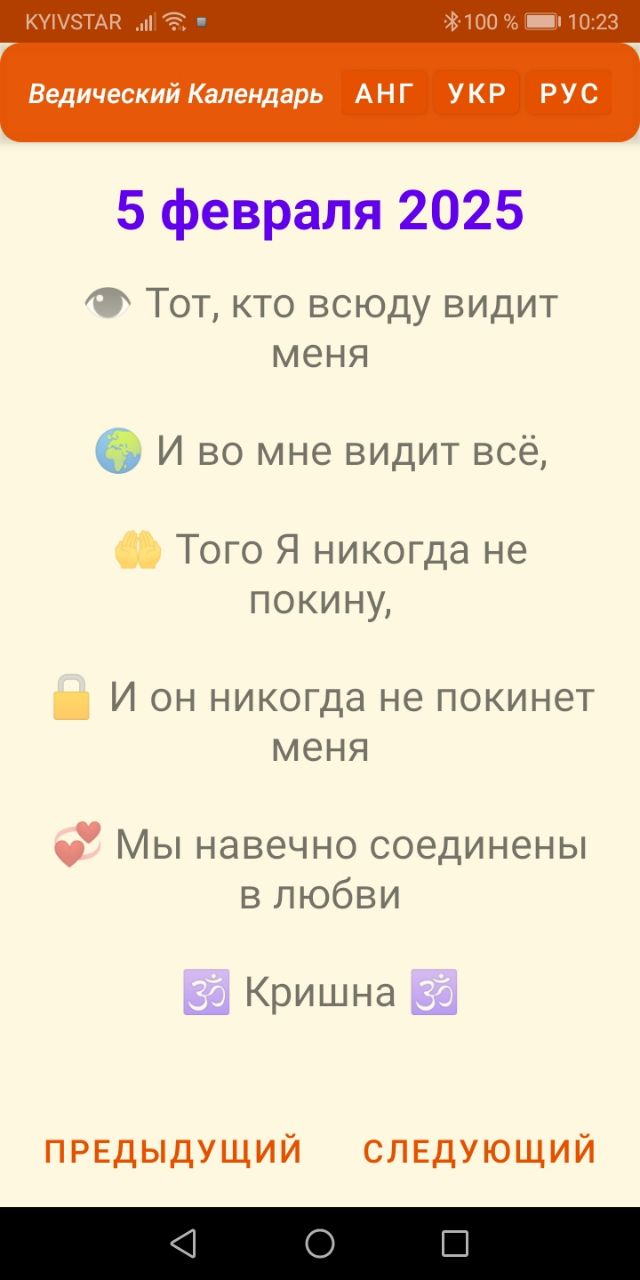 KYIVSTAR 100 % 10:23
Ведический Календарь АНГ УКР РУС
5 февраля 2025
👁 Тот, кто всюду видит
меня
🌍 И во мне видит всё,
🤲 Того Я никогда не
покину,
🔒 И он никогда не покинет
меня
💞 Мы навечно соединены
в любви
🕉 Кришна 🕉
ПРЕДЫДУЩИЙ СЛЕДУЮЩИЙ